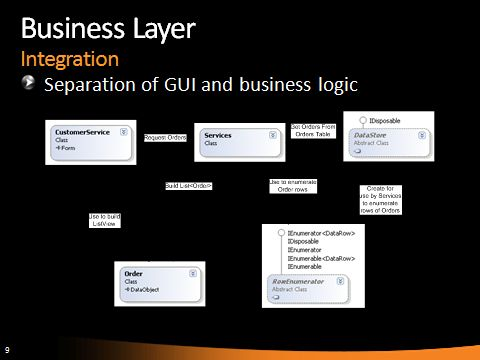 Business Layer
Integration
Separation of GUI and business logic
IDisposable
CustomerService
Class
Form
Request Orders
Services
Class
Get Orders From
Orders Table
DataStore
Abstract Class
Build List<Order>
Use to enumerate
Order rows
Create for
use by Services
to enumerate
rows of Orders
Use to build
ListView
IEnumerator<DataRow>
IDisposable
IEnumerator
IEnumerable<DataRow>
IEnumerable
Order
Class
DataObject
RowEnumerator
Abstract Class
9